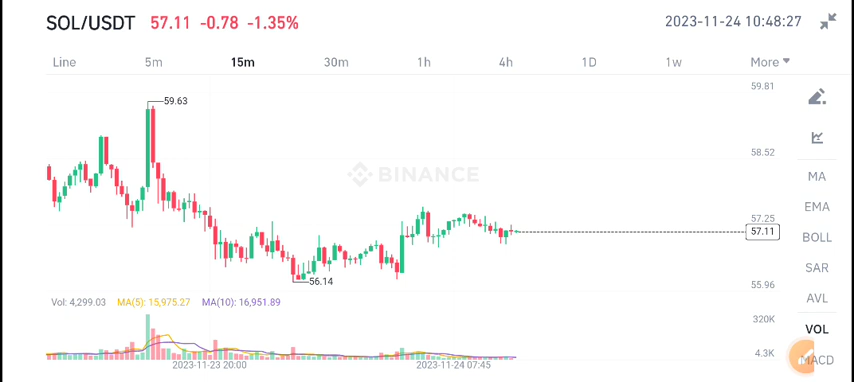 SOL/USDT 57.11 -0.78 -1.35% 2023-11-24 10:48:27
Line 5m 15m 30m 1h 4h 1D 1w More
59.81
59.63
58.52
BINANCE
MA
EMA
57.25
57.11
BOLL
SAR
56.14
55.96
AVL
Vol: 4,299.03 MA(5): 15,975.27 MA(10): 16,951.89
320K
VOL
4.3K
MACD
2023-11-23 20:00 2023-11-24 07:45